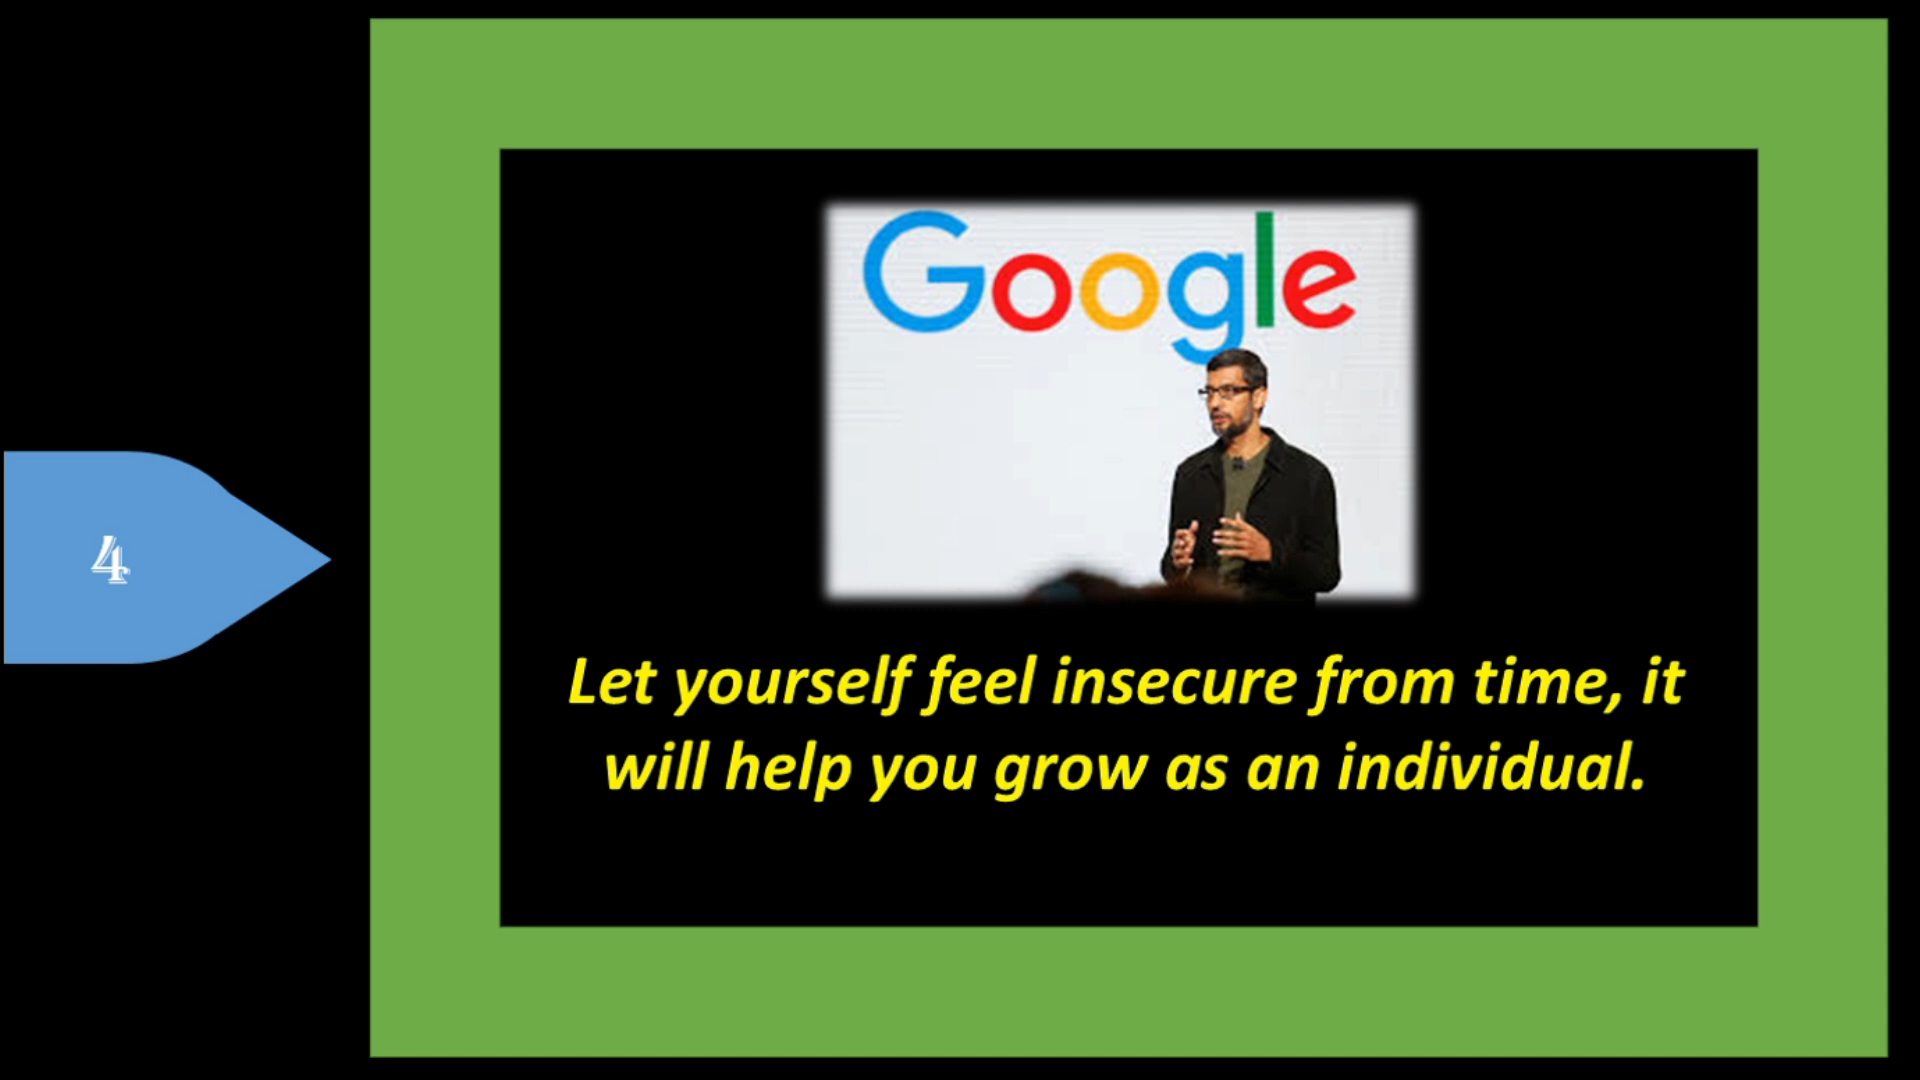 Google
4
Let yourself feel insecure from time, it
will help you grow as an individual.